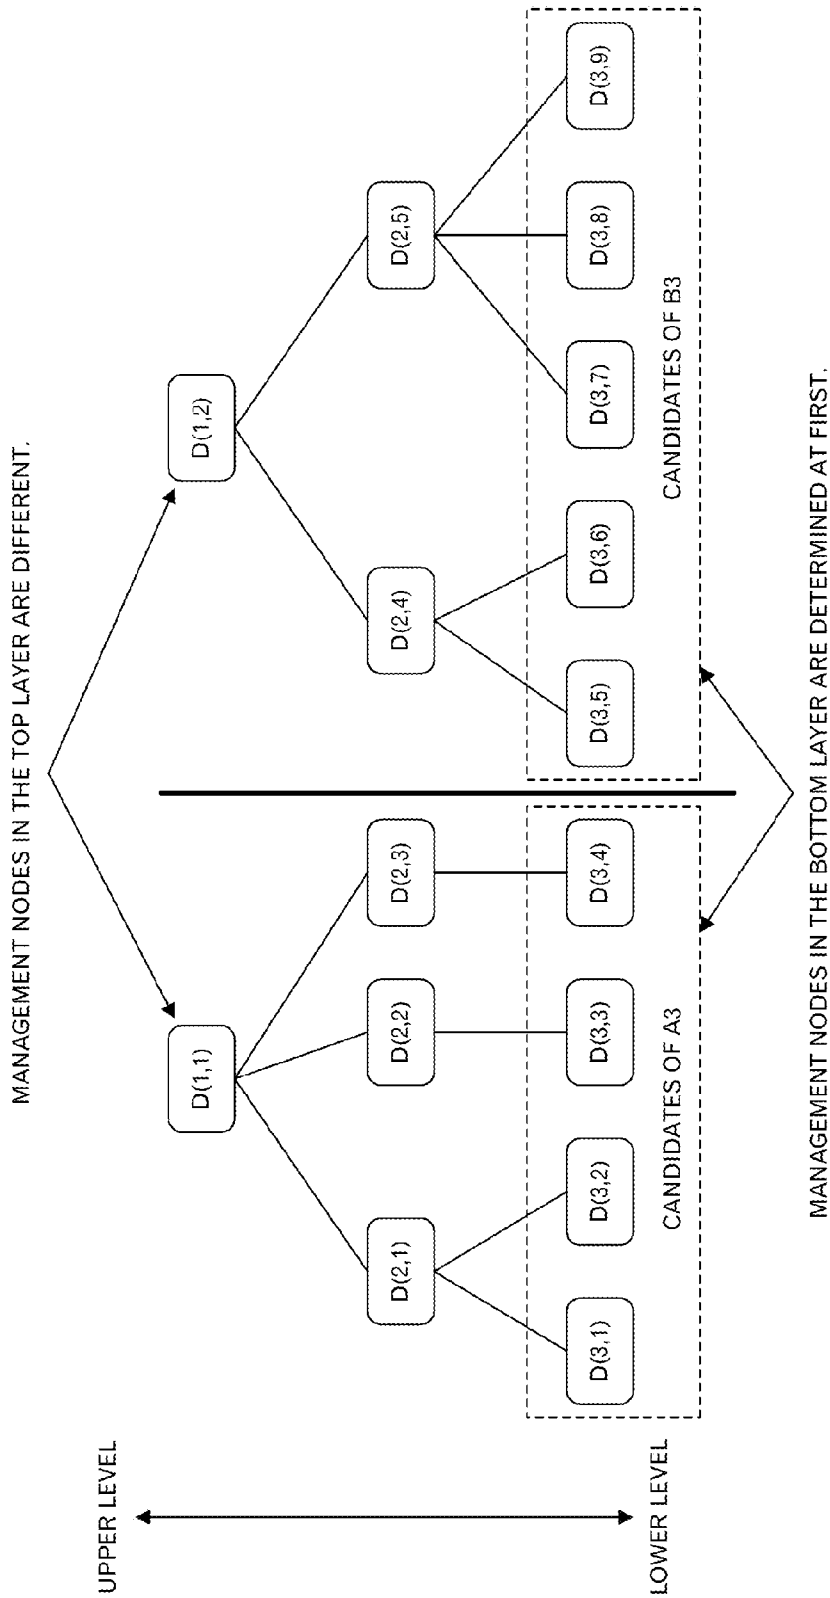 MANAGEMENT NODES IN THE TOP LAYER ARE DIFFERENT.
UPPER LEVEL
D(1,1)
D(1,2)
D(2,1)
D(2,2)
D(2,3)
D(2,4)
D(2,5)
D(3,1)
D(3,2)
D(3,3)
D(3,4)
D(3,5)
D(3,6)
D(3,7)
D(3,8)
D(3,9)
LOWER LEVEL
CANDIDATES OF A3
CANDIDATES OF B3
MANAGEMENT NODES IN THE BOTTOM LAYER ARE DETERMINED AT FIRST.